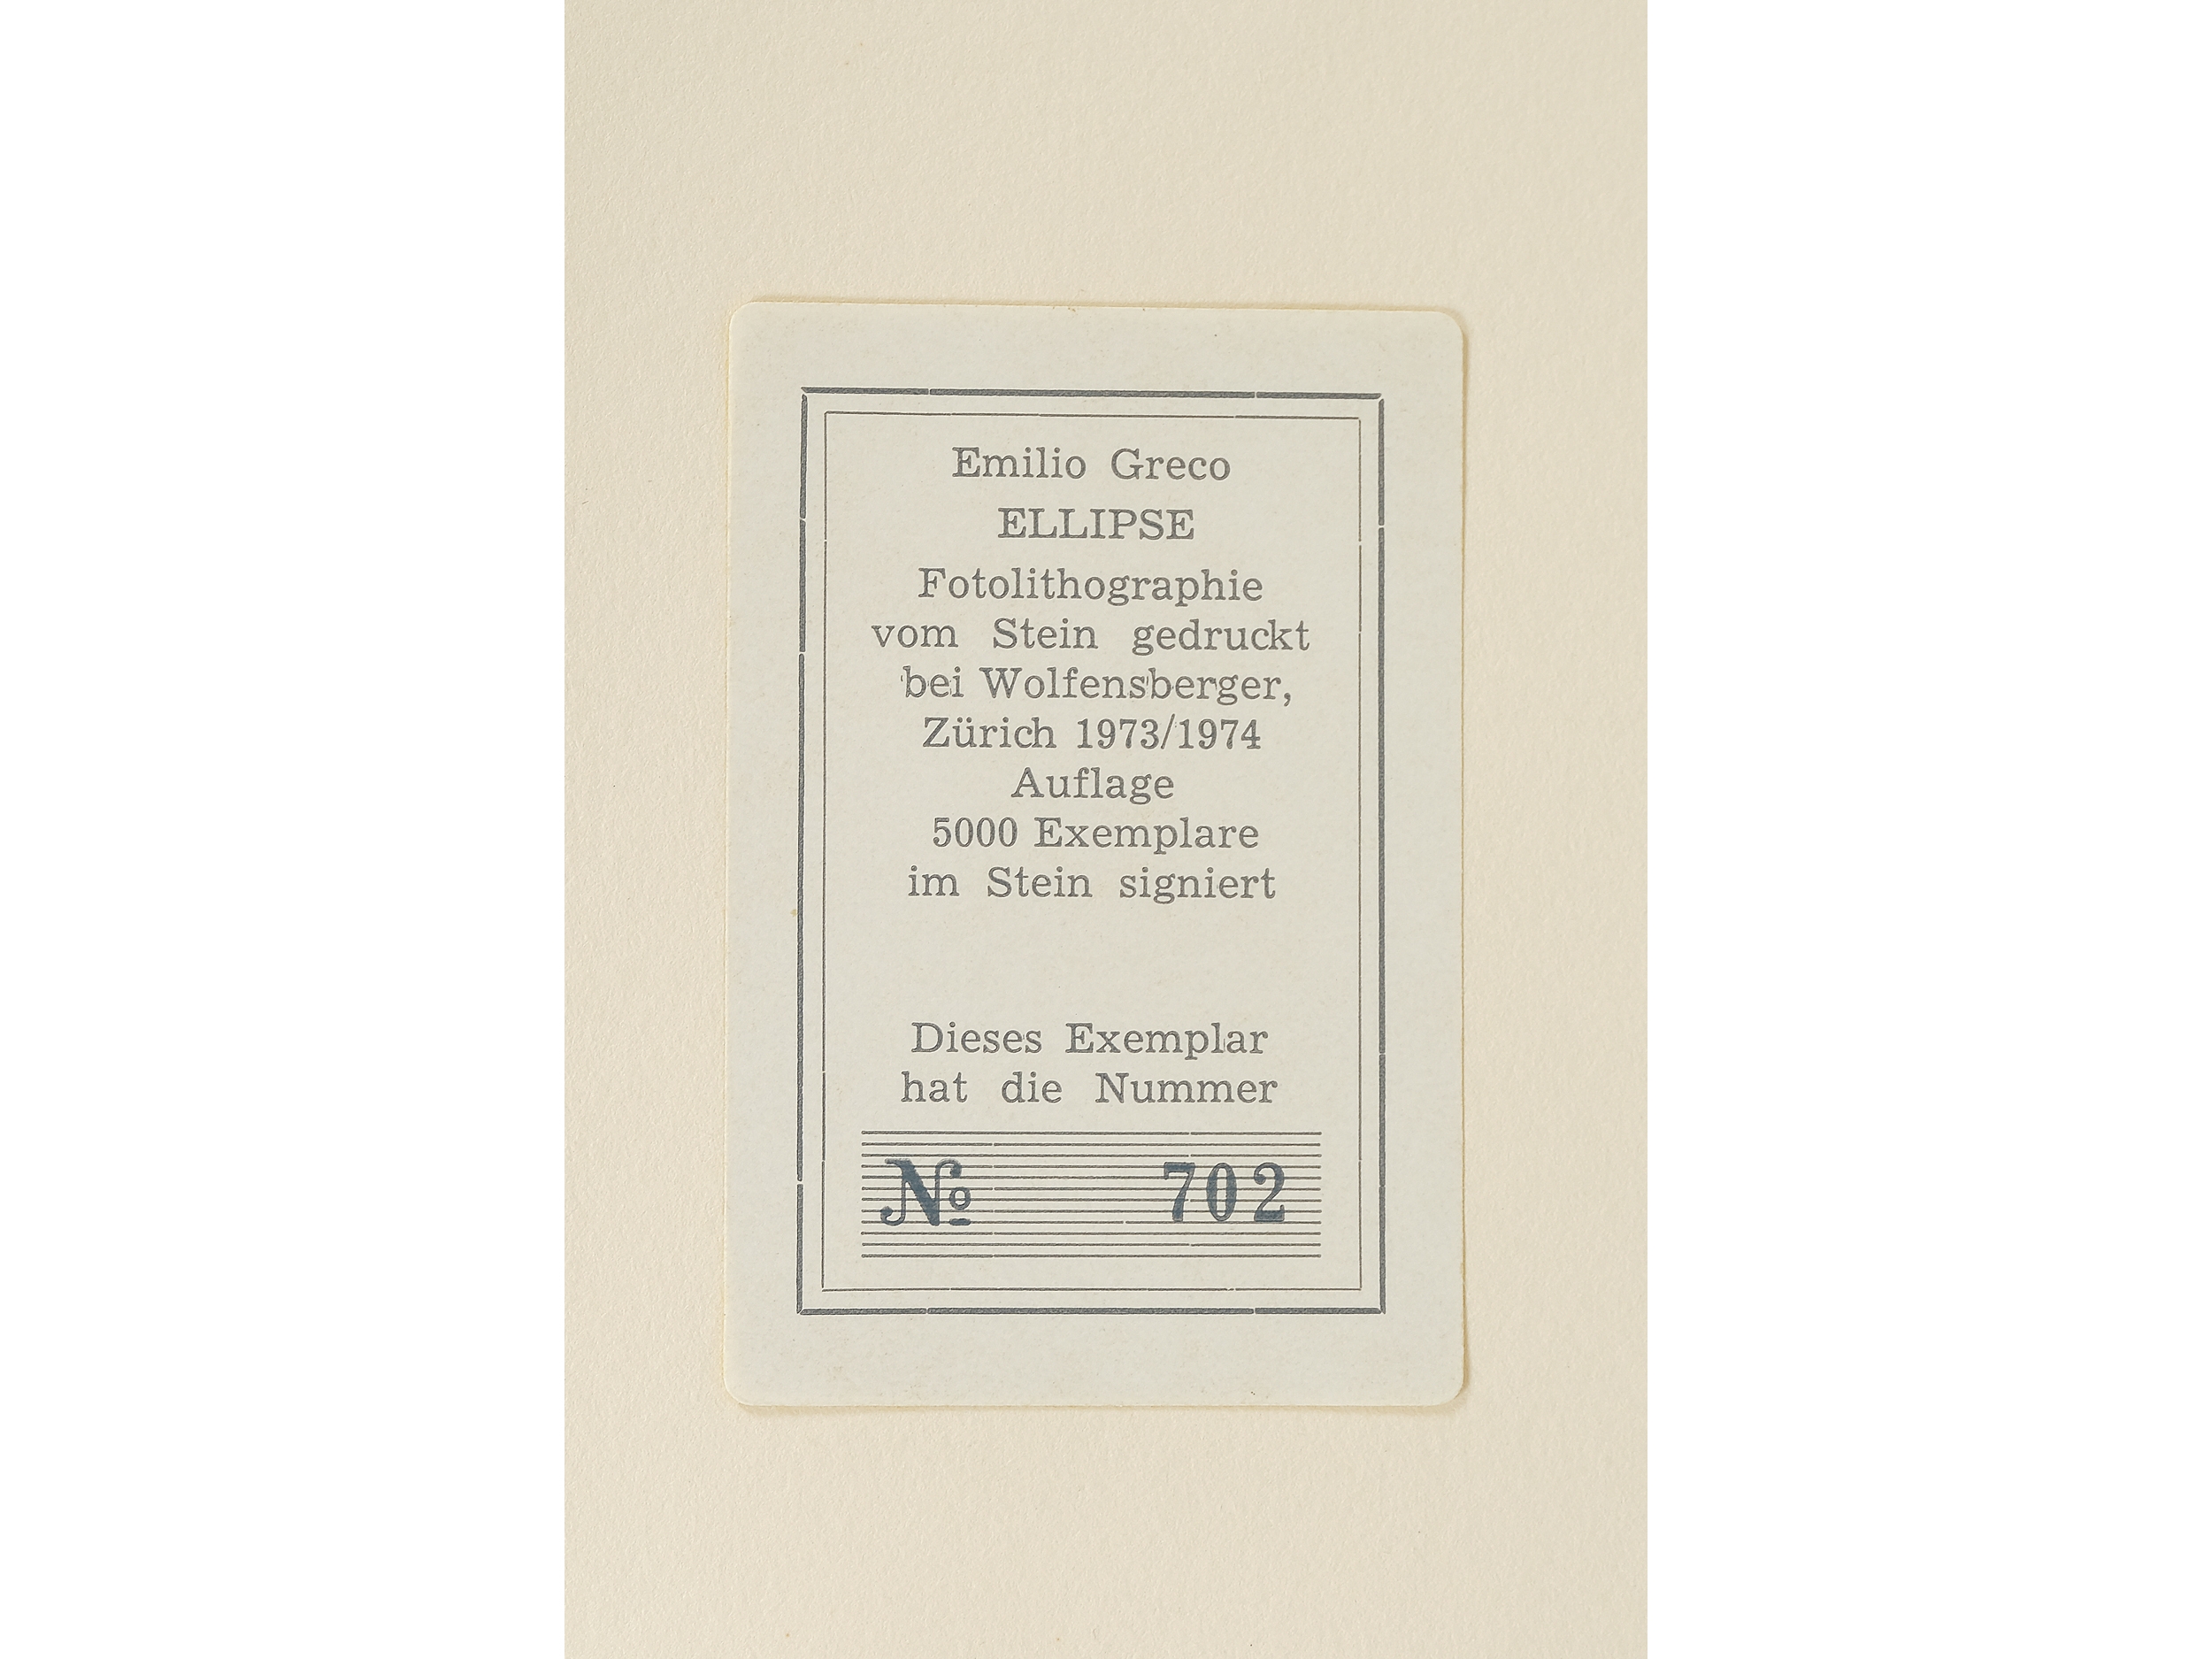 Emilio Greco
ELLIPSE
Fotolithographie
vom Stein gedruckt
bei Wolfensberger,
Zürich 1973/1974
Auflage
5000 Exemplare
im Stein signiert
Dieses Exemplar
hat die Nummer
No 702